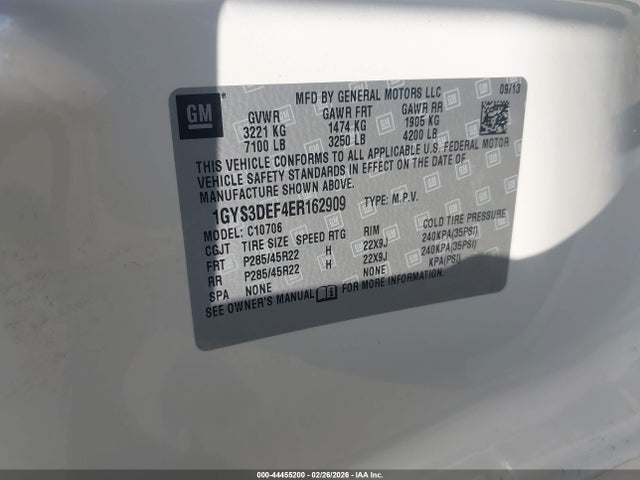 GM®
MFD BY GENERAL MOTORS LLC 09/13
GVWR GAWR FRT GAWR RR
3221 KG 1474 KG 1905 KG
7100 LB 3250 LB 4200 LB
THIS VEHICLE CONFORMS TO ALL APPLICABLE U.S. FEDERAL MOTOR
VEHICLE SAFETY STANDARDS IN EFFECT ON THE DATE OF
MANUFACTURE SHOWN ABOVE.
1GYS3DEF4ER162909 TYPE: M.P.V.
MODEL: C10706
CGJT TIRE SIZE SPEED RTG RIM COLD TIRE PRESSURE
FRT P285/45R22 H 22X9J 240KPA(35PSI)
RR P285/45R22 H 22X9J 240KPA(35PSI)
SPA NONE NONE KPA(PSI)
SEE OWNER'S MANUAL FOR MORE INFORMATION.
000-44455200 - 02/26/2026 - IAA Inc.